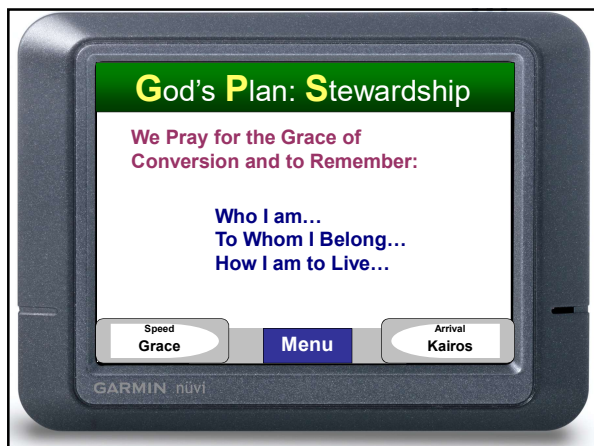 God's Plan: Stewardship
We Pray for the Grace of
Conversion and to Remember:
Who I am…
To Whom I Belong…
How I am to Live…
Speed
Grace
Menu
Arrival
Kairos
GARMIN nüvi